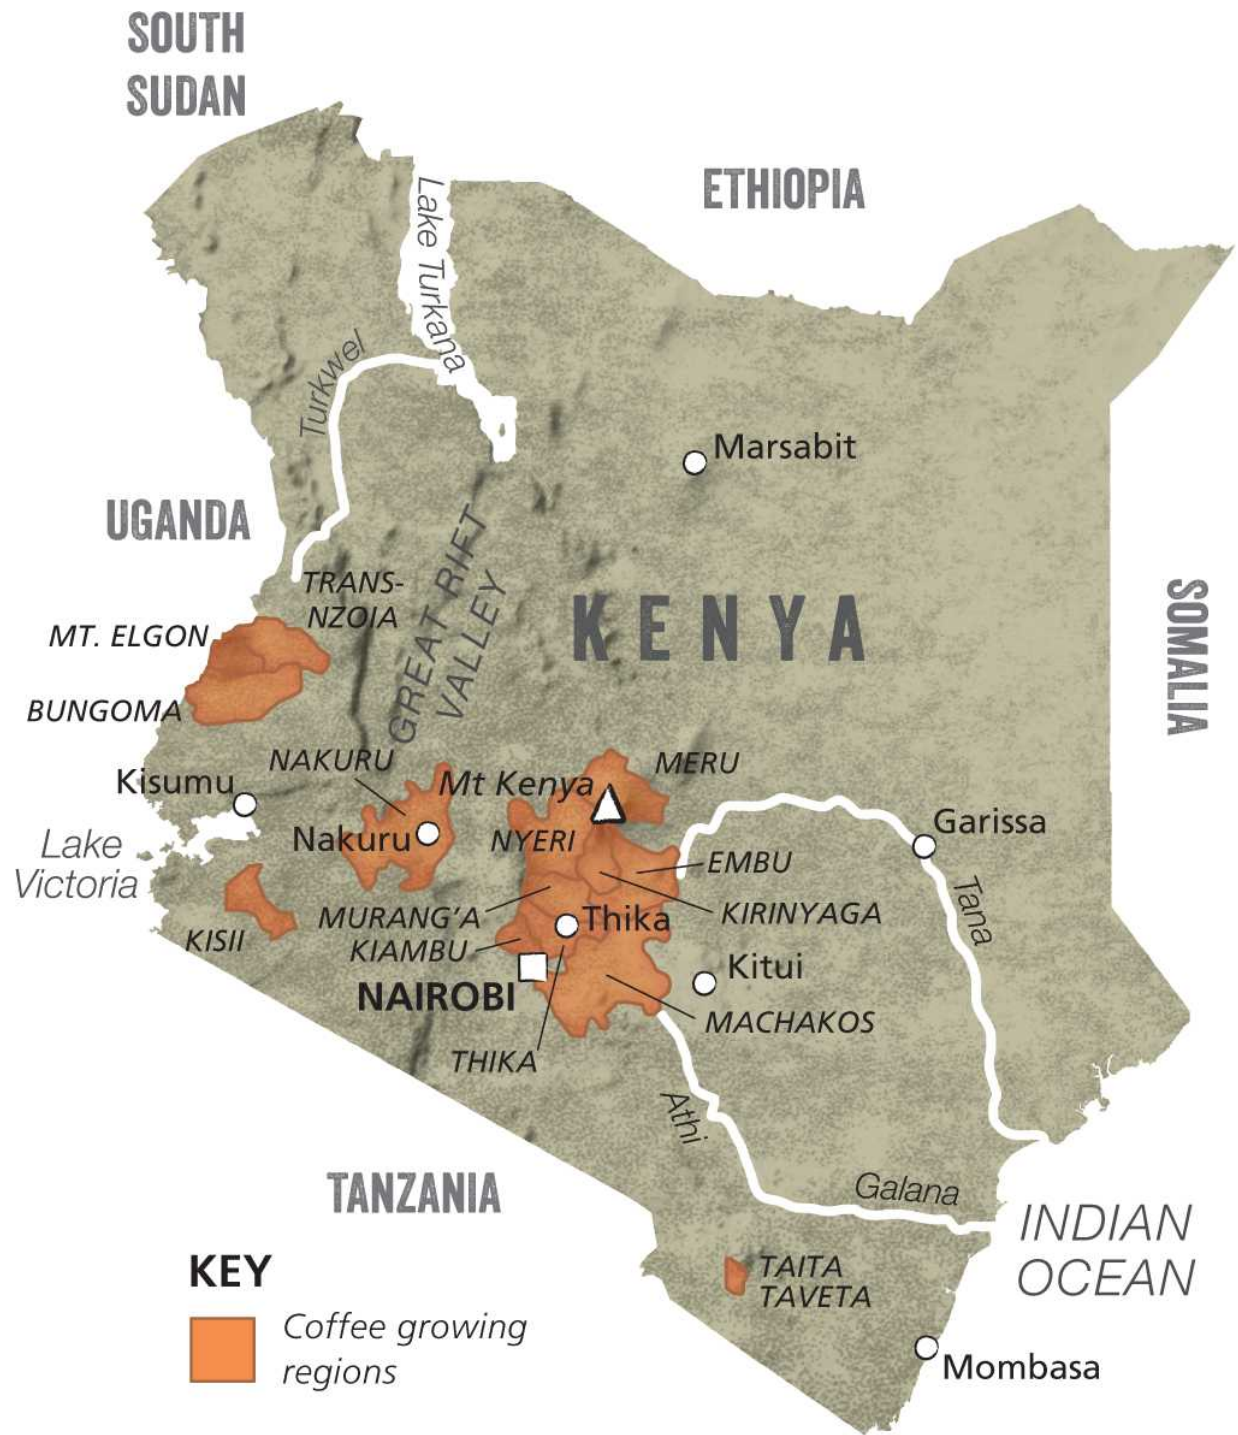 SOUTH
SUDAN
ETHIOPIA
Lake Turkana
Turkwel
Marsabit
UGANDA
GREAT RIFT
VALLEY
TRANS-
NZOIA
KENYA
SOMALIA
MT. ELGON
BUNGOMA
NAKURU
Mt Kenya
MERU
Kisumu
Nakuru
NYERI
Garissa
Lake
Victoria
EMBU
Tana
MURANG'A
Thika
KIRINYAGA
KISII
KIAMBU
Kitui
NAIROBI
MACHAKOS
THIKA
Athi
TANZANIA
Galana
INDIAN
OCEAN
TAITA
TAVETA
KEY
Coffee growing
regions
Mombasa